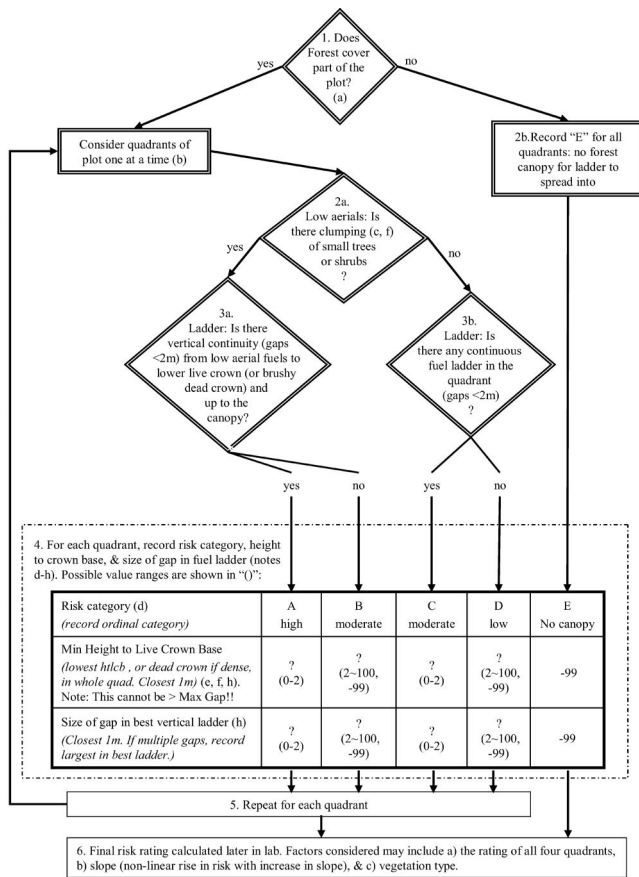 1. Does
Forest cover
part of the
plot?
(a)
yes
no
Consider quadrants of
plot one at a time (b)
2b.Record “E” for all
quadrants: no forest
canopy for ladder to
spread into
2a.
Low aerials: Is
there clumping (c, f)
of small trees
or shrubs
?
yes
no
3a.
Ladder: Is there
vertical continuity (gaps
<2m) from low aerial fuels to
lower live crown (or brushy
dead crown) and
up to the
canopy?
3b.
Ladder: Is
there any continuous
fuel ladder in the
quadrant
(gaps <2m)
?
yes
no
yes
no
4. For each quadrant, record risk category, height
to crown base, & size of gap in fuel ladder (notes
d-h). Possible value ranges are shown in “()”:
Risk category (d)
(record ordinal category)
A
high
B
moderate
C
moderate
D
low
E
No canopy
Min Height to Live Crown Base
(lowest htlcb , or dead crown if dense,
in whole quad. Closest 1m) (e, f, h).
Note: This cannot be > Max Gap!!
?
(0-2)
?
(2~100,
-99)
?
(0-2)
?
(2~100,
-99)
-99
Size of gap in best vertical ladder (h)
(Closest 1m. If multiple gaps, record
largest in best ladder.)
?
(0-2)
?
(2~100,
-99)
?
(0-2)
?
(2~100,
-99)
-99
5. Repeat for each quadrant
6. Final risk rating calculated later in lab. Factors considered may include a) the rating of all four quadrants,
b) slope (non-linear rise in risk with increase in slope), & c) vegetation type.